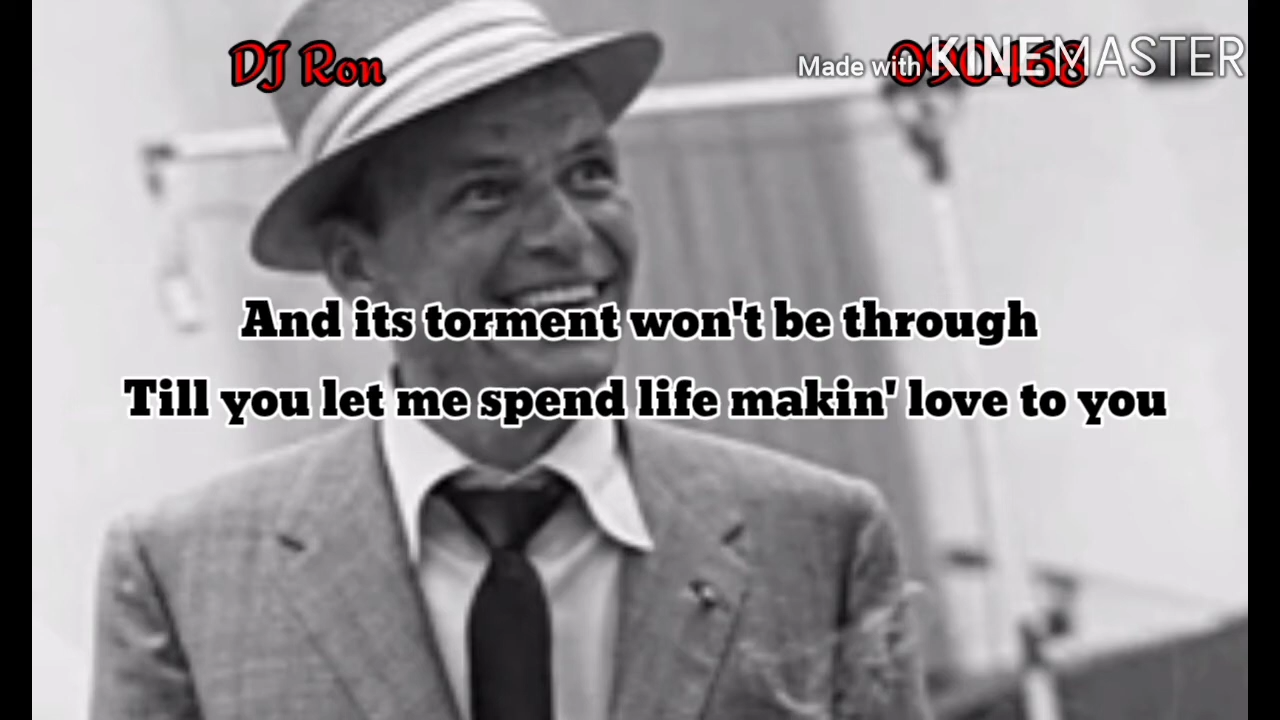 DJ Ron
Made with KINEMASTER
And its torment won't be through
Till you let me spend life makin' love to you